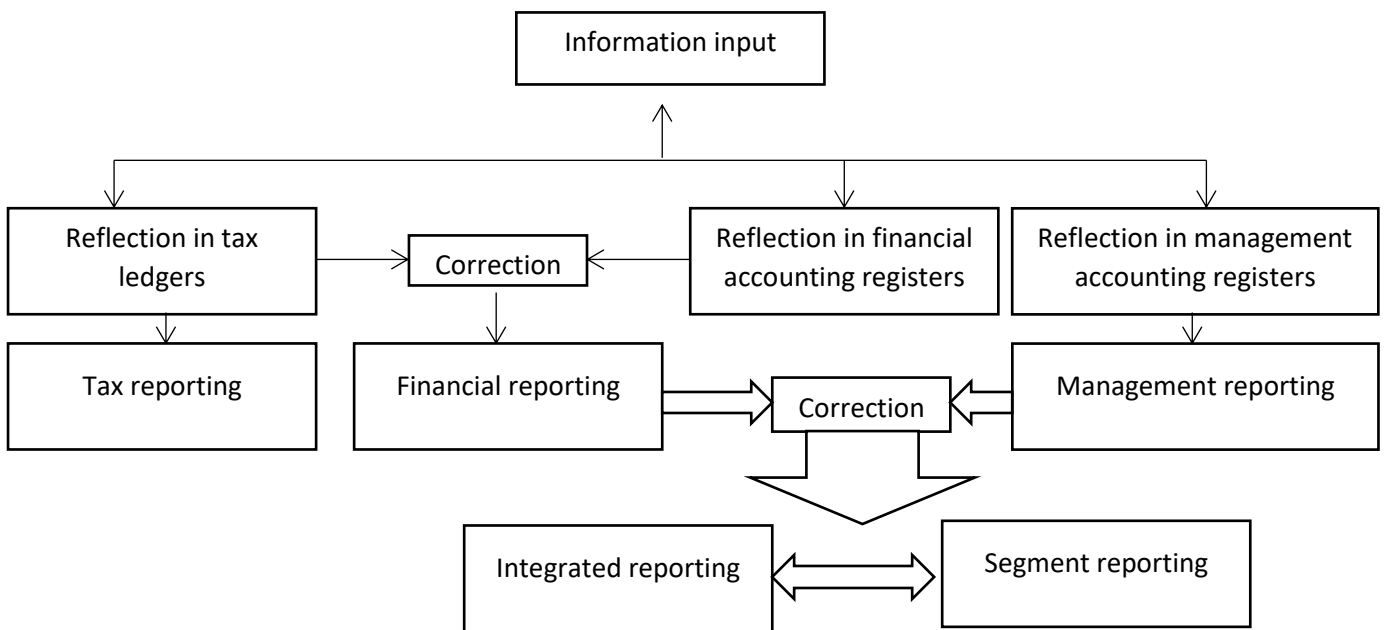 Information input
Reflection in tax
ledgers
Correction
Reflection in financial
accounting registers
Reflection in management
accounting registers
Tax reporting
Financial reporting
Correction
Management reporting
Integrated reporting
Segment reporting